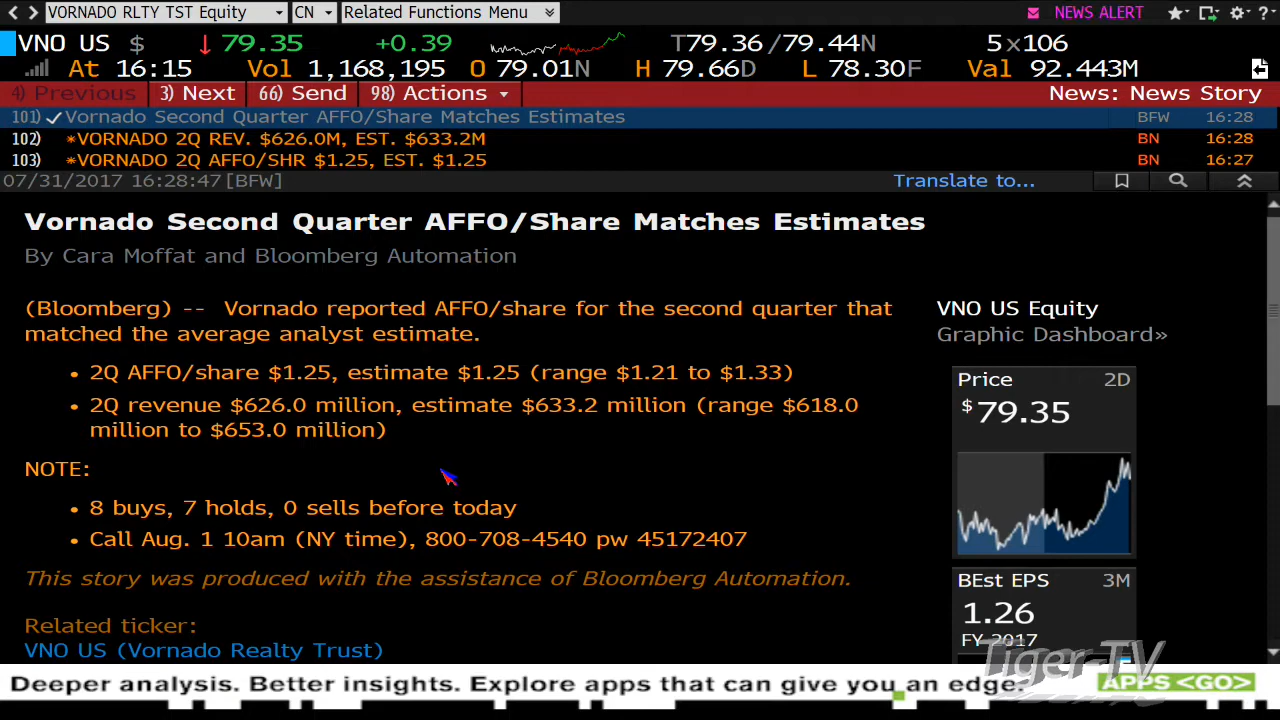 VORNADO RLTY TST Equity CN Related Functions Menu NEWS ALERT ?
VNO US $ ↓ 79.35 +0.39 T79.36 /79.44N 5 x 106
At 16:15 Vol 1,168,195 O 79.01N H 79.66D L 78.30F Val 92.443M
4) Previous 3) Next 66) Send 98) Actions News: News Story
101) Vornado Second Quarter AFFO/Share Matches Estimates BFW 16:28
102) *VORNADO 2Q REV. $626.0M, EST. $633.2M BN 16:28
103) *VORNADO 2Q AFFO/SHR $1.25, EST. $1.25 BN 16:27
07/31/2017 16:28:47 [BFW] Translate to...
Vornado Second Quarter AFFO/Share Matches Estimates
By Cara Moffat and Bloomberg Automation
(Bloomberg) -- Vornado reported AFFO/share for the second quarter that
matched the average analyst estimate.
• 2Q AFFO/share $1.25, estimate $1.25 (range $1.21 to $1.33)
• 2Q revenue $626.0 million, estimate $633.2 million (range $618.0
million to $653.0 million)
NOTE:
• 8 buys, 7 holds, 0 sells before today
• Call Aug. 1 10am (NY time), 800-708-4540 pw 45172407
This story was produced with the assistance of Bloomberg Automation.
Related ticker:
VNO US (Vornado Realty Trust)
VNO US Equity
Graphic Dashboard»
Price 2D
$79.35
BEst EPS 3M
1.26
FY 2017
Tiger TV
Deeper analysis. Better insights. Explore apps that can give you an edge. APPS <GO>